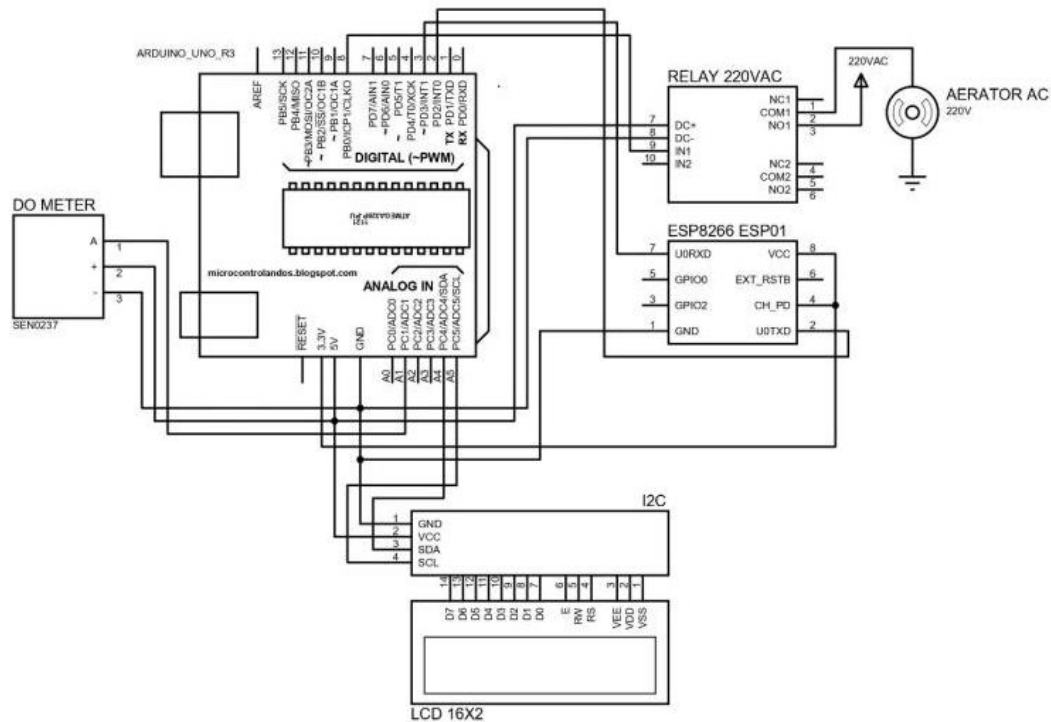 ARDUINO_UNO_R3
13 12 11 10 9 8 7 6 5 4 3 2 1 0
AREF
PB5/SCK
PB4/MISO
~PB3/MOSI/OC2A
~ PB2/SS/OC1B
~ PB1/OC1A
PB0/ICP1/CLKO
PD7/AIN1
~PD6/AIN0
~ PD5/T1
PD4/T0/XCK
~ PD3/INT1
PD2/INT0
TX PD1/TXD
RX PD0/RXD
DIGITAL (~PWM)
1121
ATMEGA328P-PU
microcontrolandos.blogspot.com
ANALOG IN
RESET
3.3V
5V
GND
PC0/ADC0
PC1/ADC1
PC2/ADC2
PC3/ADC3
PC4/ADC4/SDA
PC5/ADC5/SCL
A0 A1 A2 A3 A4 A5
DO METER
A 1
+ 2
- 3
SEN0237
RELAY 220VAC
7 DC+
8 DC-
9 IN1
10 IN2
NC1 1
COM1 2
NO1 3
NC2 4
COM2 5
NO2 6
220VAC
AERATOR AC
220V
ESP8266 ESP01
7 U0RXD VCC 8
5 GPIO0 EXT_RSTB 6
3 GPIO2 CH_PD 4
1 GND U0TXD 2
I2C
1 GND
2 VCC
3 SDA
4 SCL
14 13 12 11 10 9 8 7 6 5 4 3 2 1
D7 D6 D5 D4 D3 D2 D1 D0 E RW RS VEE VDD VSS
LCD 16X2